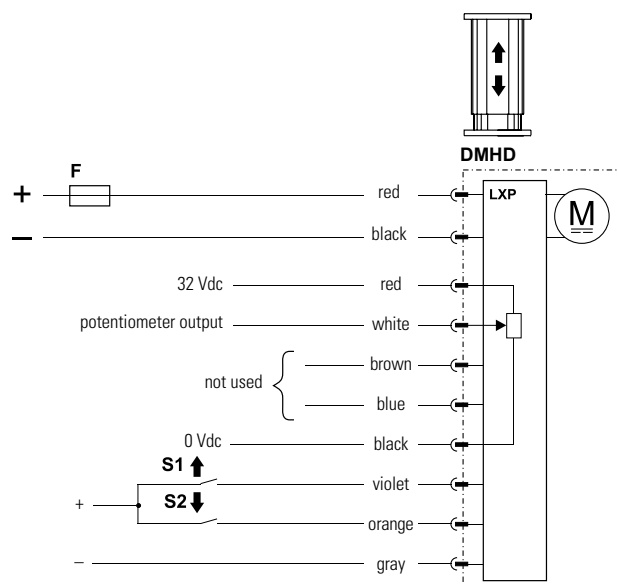 DMHD
F
+ red LXP
– black M
32 Vdc red
potentiometer output white
brown
not used
blue
0 Vdc black
S1
violet
S2
+
orange
– gray